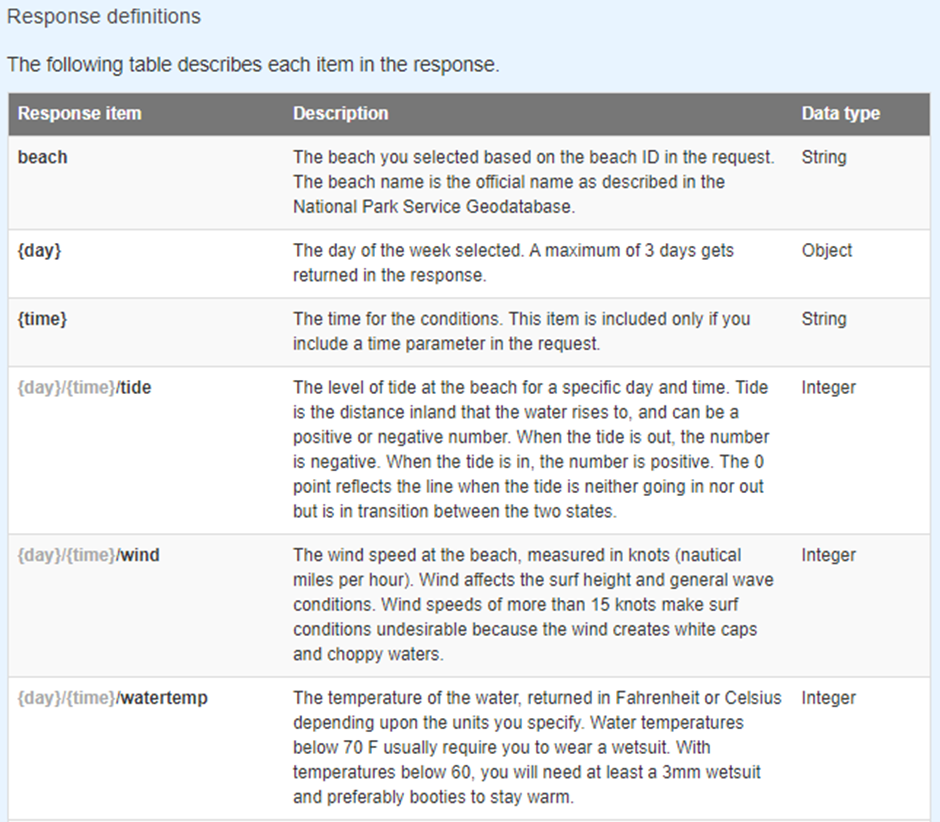 Response definitions
The following table describes each item in the response.
Response item Description Data type
beach The beach you selected based on the beach ID in the request. String
The beach name is the official name as described in the
National Park Service Geodatabase.
{day} The day of the week selected. A maximum of 3 days gets Object
returned in the response.
{time} The time for the conditions. This item is included only if you String
include a time parameter in the request.
{day}/{time}/tide The level of tide at the beach for a specific day and time. Tide Integer
is the distance inland that the water rises to, and can be a
positive or negative number. When the tide is out, the number
is negative. When the tide is in, the number is positive. The 0
point reflects the line when the tide is neither going in nor out
but is in transition between the two states.
{day}/{time}/wind The wind speed at the beach, measured in knots (nautical Integer
miles per hour). Wind affects the surf height and general wave
conditions. Wind speeds of more than 15 knots make surf
conditions undesirable because the wind creates white caps
and choppy waters.
{day}/{time}/watertemp The temperature of the water, returned in Fahrenheit or Celsius Integer
depending upon the units you specify. Water temperatures
below 70 F usually require you to wear a wetsuit. With
temperatures below 60, you will need at least a 3mm wetsuit
and preferably booties to stay warm.